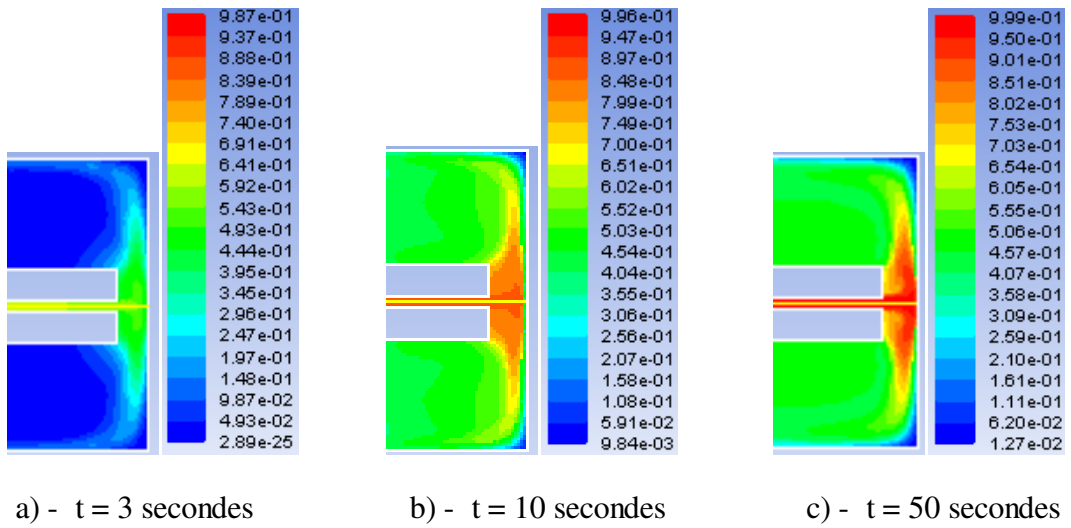 9.87e-01
9.37e-01
8.88e-01
8.39e-01
7.89e-01
7.40e-01
6.91e-01
6.41e-01
5.92e-01
5.43e-01
4.93e-01
4.44e-01
3.95e-01
3.45e-01
2.96e-01
2.47e-01
1.97e-01
1.48e-01
9.87e-02
4.93e-02
2.89e-25
9.96e-01
9.47e-01
8.97e-01
8.48e-01
7.99e-01
7.49e-01
7.00e-01
6.51e-01
6.02e-01
5.52e-01
5.03e-01
4.54e-01
4.04e-01
3.55e-01
3.06e-01
2.56e-01
2.07e-01
1.58e-01
1.08e-01
5.91e-02
9.84e-03
9.99e-01
9.50e-01
9.01e-01
8.51e-01
8.02e-01
7.53e-01
7.03e-01
6.54e-01
6.05e-01
5.55e-01
5.06e-01
4.57e-01
4.07e-01
3.58e-01
3.09e-01
2.59e-01
2.10e-01
1.61e-01
1.11e-01
6.20e-02
1.27e-02
a) - t = 3 secondes
b) - t = 10 secondes
c) - t = 50 secondes